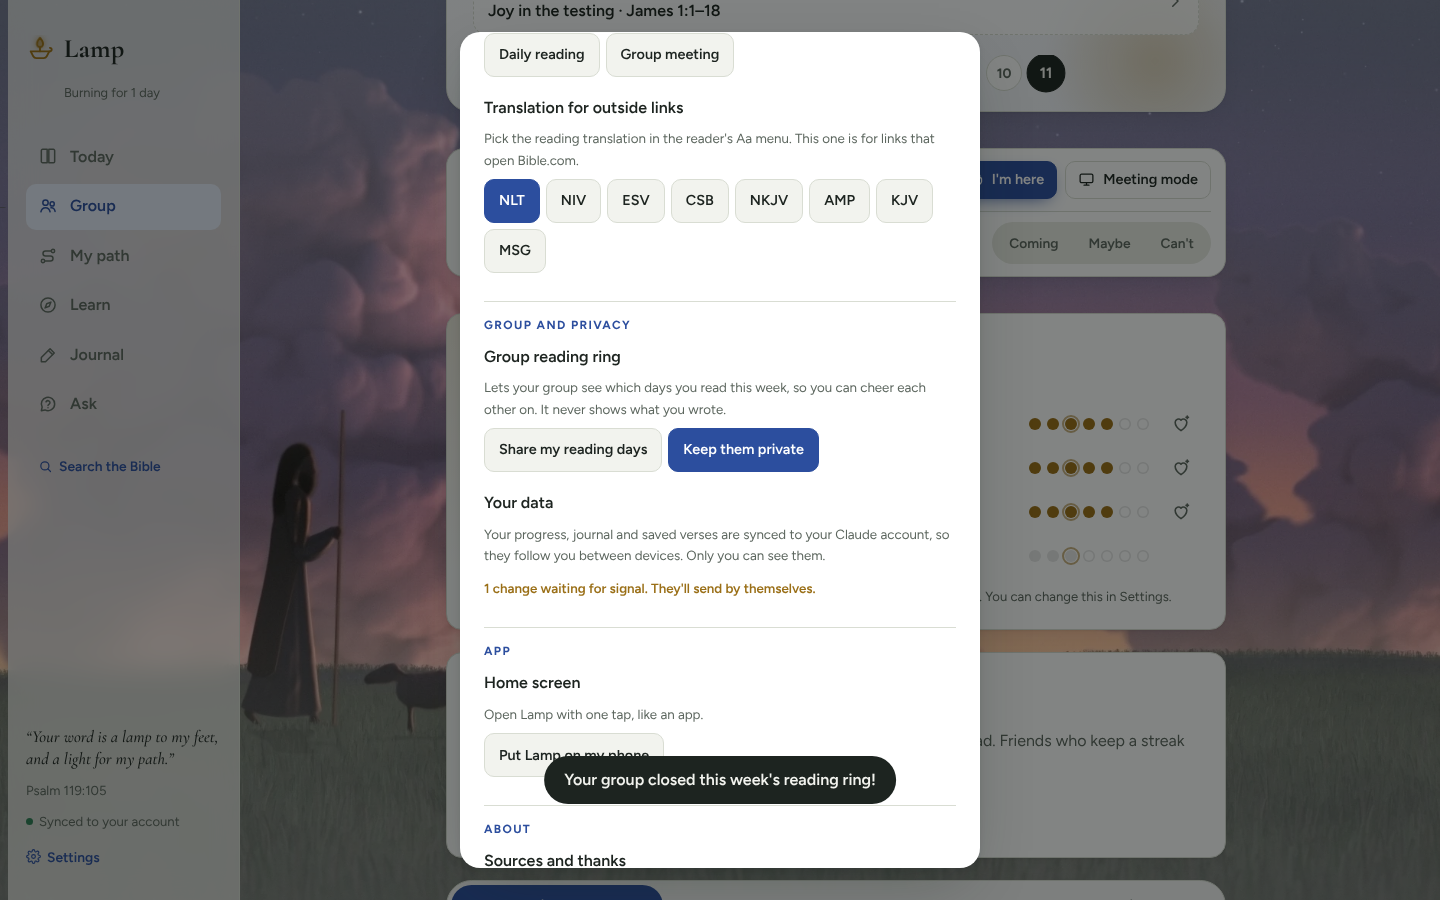 Lamp
Burning for 1 day
Today
Group
My path
Learn
Journal
Ask
Search the Bible
“Your word is a lamp to my feet,
and a light for my path.”
Psalm 119:105
Synced to your account
Settings
Joy in the testing · James 1:1–18
10
11
I'm here
Meeting mode
Coming
Maybe
Can't
You can change this in Settings.
Friends who keep a streak
Daily reading
Group meeting
Translation for outside links
Pick the reading translation in the reader's Aa menu. This one is for links that
open Bible.com.
NLT
NIV
ESV
CSB
NKJV
AMP
KJV
MSG
GROUP AND PRIVACY
Group reading ring
Lets your group see which days you read this week, so you can cheer each
other on. It never shows what you wrote.
Share my reading days
Keep them private
Your data
Your progress, journal and saved verses are synced to your Claude account, so
they follow you between devices. Only you can see them.
1 change waiting for signal. They'll send by themselves.
APP
Home screen
Open Lamp with one tap, like an app.
Put Lamp on my phone
Your group closed this week's reading ring!
ABOUT
Sources and thanks